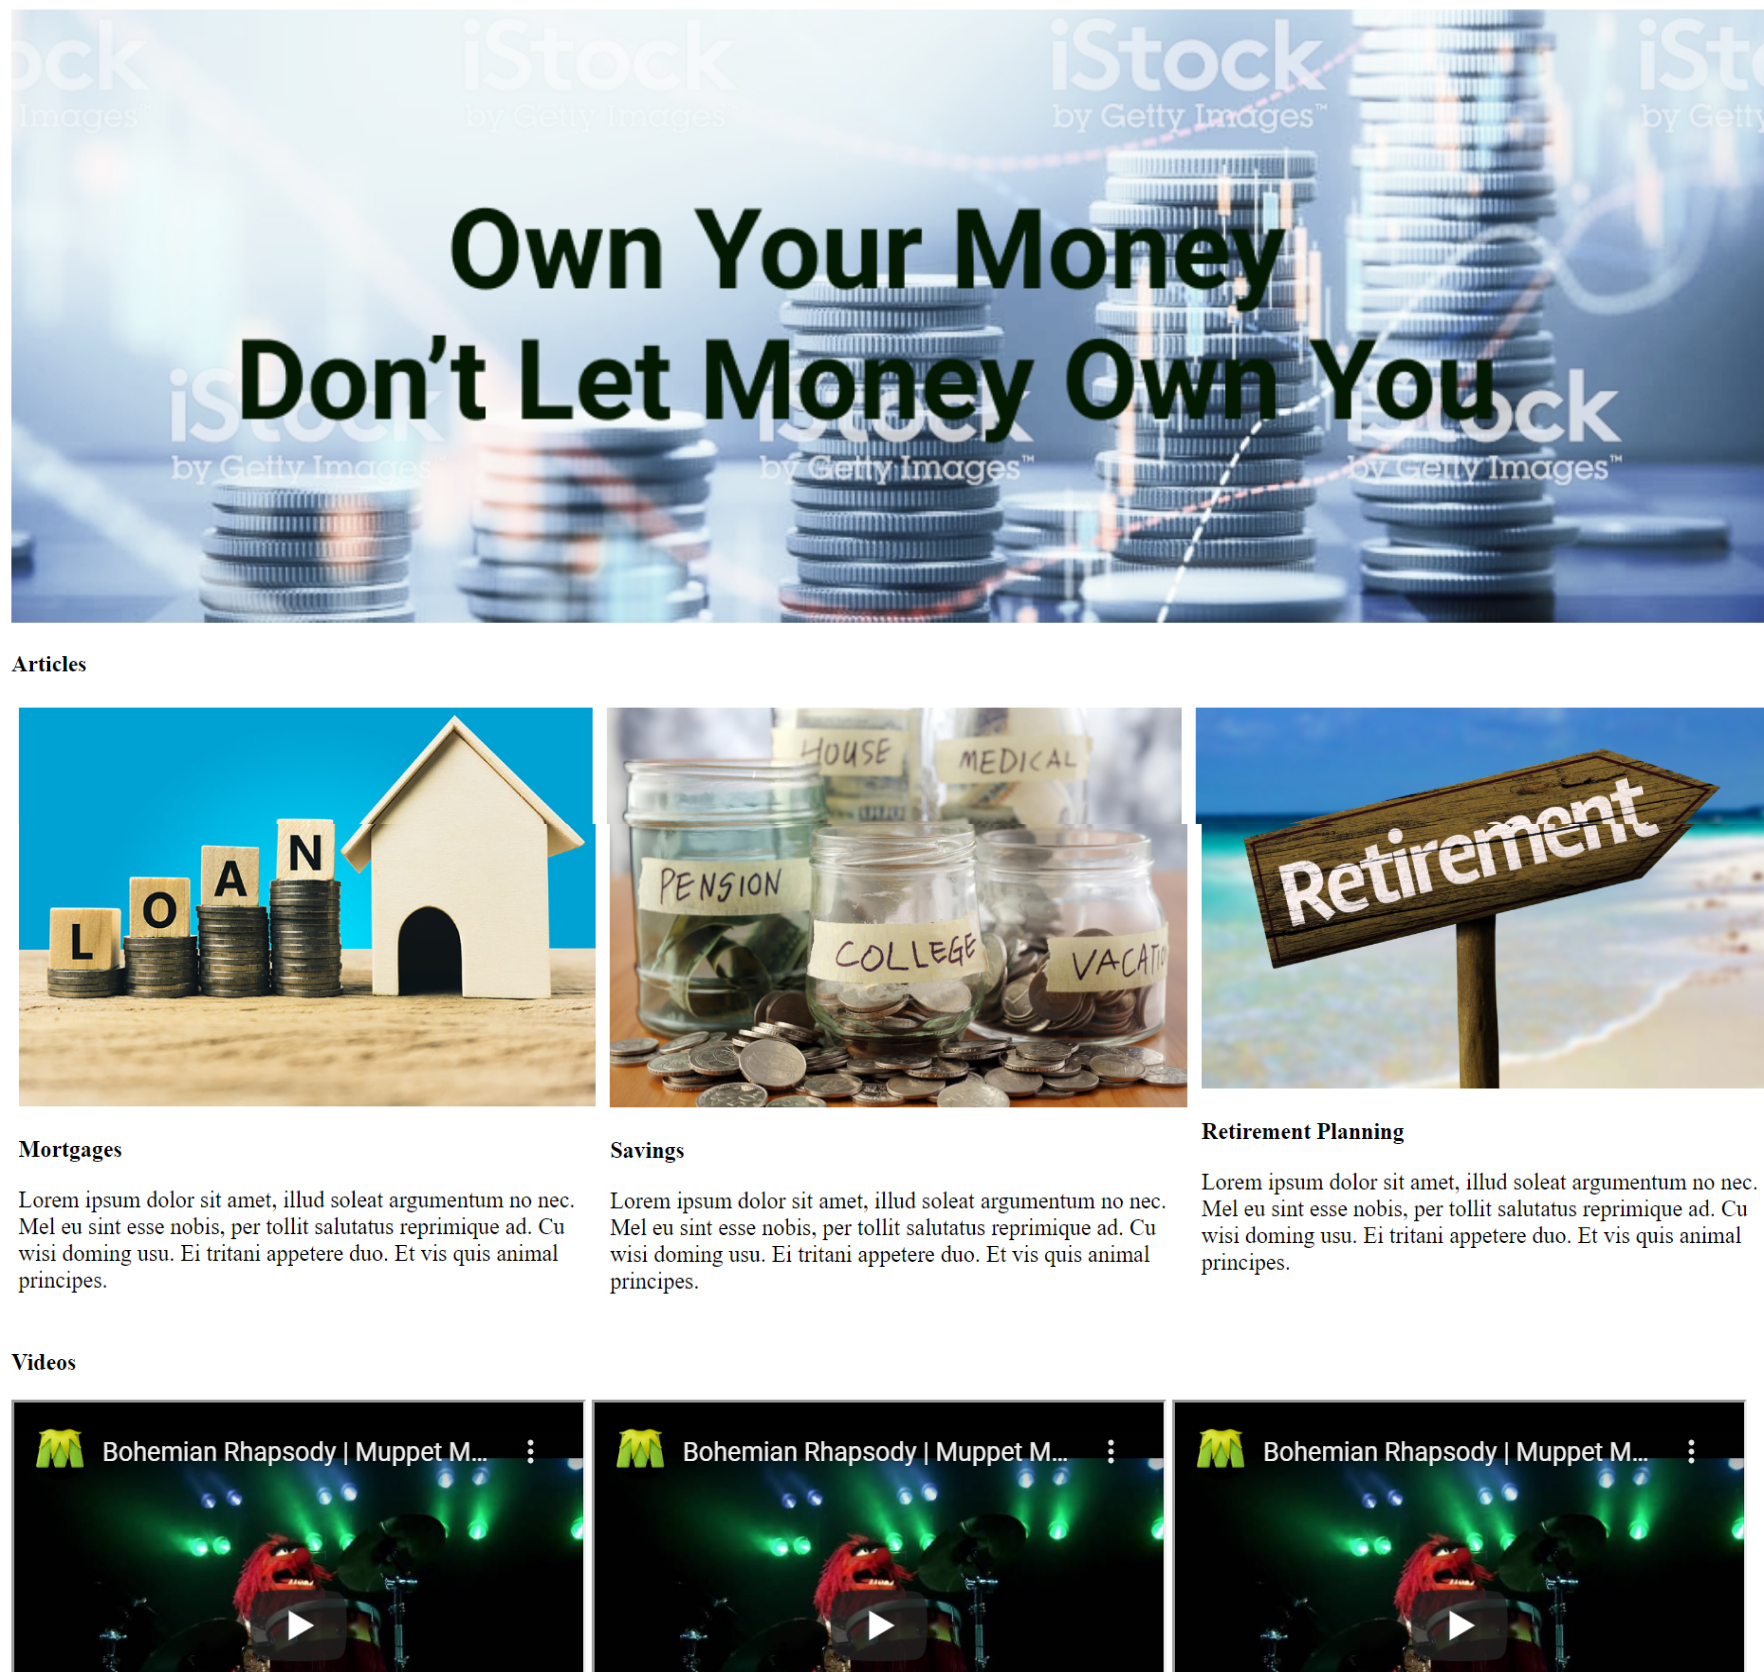 ock
iStock
iStock
iSt
Images
by Getty Images
by Getty Images™
by Getty
Own Your Money
Don’t Let Money Own You
iStock
iStock
iStock
by Getty Images
by Getty Images™
by Getty Images™
Articles
LOAN
HOUSE
MEDICAL
PENSION
COLLEGE
VACATIO
Retirement
Mortgages
Lorem ipsum dolor sit amet, illud soleat argumentum no nec.
Mel eu sint esse nobis, per tollit salutatus reprimique ad. Cu
wisi doming usu. Ei tritani appetere duo. Et vis quis animal
principes.
Savings
Lorem ipsum dolor sit amet, illud soleat argumentum no nec.
Mel eu sint esse nobis, per tollit salutatus reprimique ad. Cu
wisi doming usu. Ei tritani appetere duo. Et vis quis animal
principes.
Retirement Planning
Lorem ipsum dolor sit amet, illud soleat argumentum no nec.
Mel eu sint esse nobis, per tollit salutatus reprimique ad. Cu
wisi doming usu. Ei tritani appetere duo. Et vis quis animal
principes.
Videos
Bohemian Rhapsody | Muppet M...
Bohemian Rhapsody | Muppet M...
Bohemian Rhapsody | Muppet M...